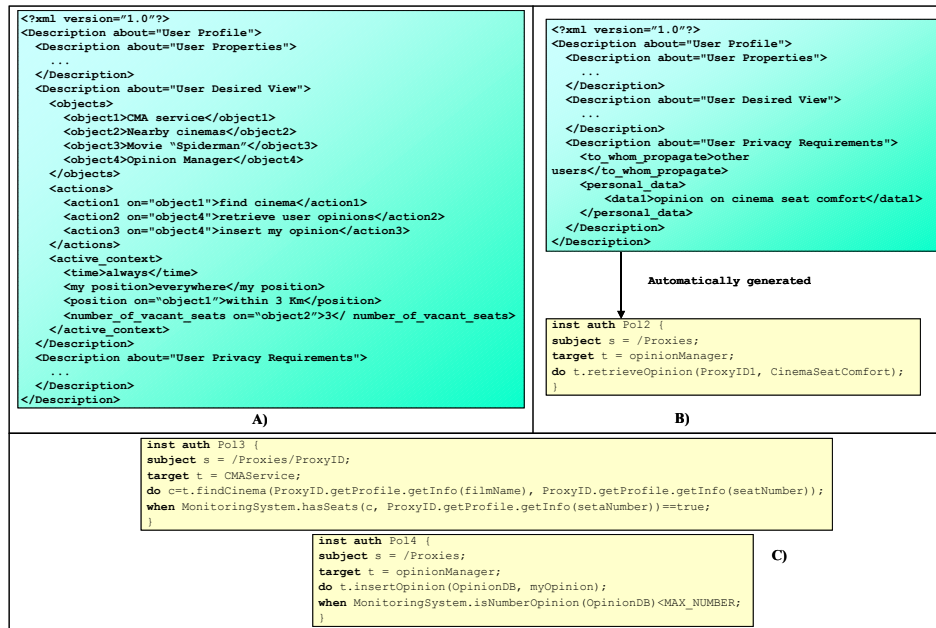 <?xml version=”1.0”?>
<Description about="User Profile">
<Description about="User Properties">
...
</Description>
<Description about="User Desired View">
<objects>
<object1>CMA service</object1>
<object2>Nearby cinemas</object2>
<object3>Movie “Spiderman”</object3>
<object4>Opinion Manager</object4>
</objects>
<actions>
<action1 on="object1">find cinema</action1>
<action2 on="object4">retrieve user opinions</action2>
<action3 on="object4">insert my opinion</action3>
</actions>
<active_context>
<time>always</time>
<my position>everywhere</my position>
<position on=“object1”>within 3 Km</position>
<number_of_vacant_seats on=“object2”>3</ number_of_vacant_seats>
</active_context>
</Description>
<Description about="User Privacy Requirements">
...
</Description>
</Description>
A)
<?xml version=”1.0”?>
<Description about="User Profile">
<Description about="User Properties">
...
</Description>
<Description about="User Desired View">
...
</Description>
<Description about="User Privacy Requirements">
<to_whom_propagate>other
users</to_whom_propagate>
<personal_data>
<data1>opinion on cinema seat comfort</data1>
</personal_data>
</Description>
</Description>
Automatically generated
inst auth Pol2 {
subject s = /Proxies;
target t = opinionManager;
do t.retrieveOpinion(ProxyID1, CinemaSeatComfort);
}
B)
inst auth Pol3 {
subject s = /Proxies/ProxyID;
target t = CMAService;
do c=t.findCinema(ProxyID.getProfile.getInfo(filmName), ProxyID.getProfile.getInfo(seatNumber));
when MonitoringSystem.hasSeats(c, ProxyID.getProfile.getInfo(setaNumber))==true;
}
inst auth Pol4 {
subject s = /Proxies;
target t = opinionManager;
do t.insertOpinion(OpinionDB, myOpinion);
when MonitoringSystem.isNumberOpinion(OpinionDB)<MAX_NUMBER;
}
C)